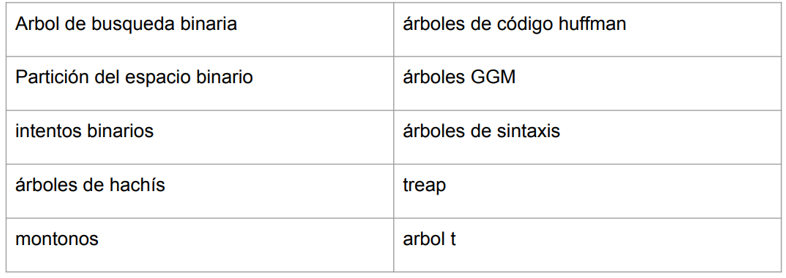 Arbol de busqueda binaria
árboles de código huffman
Partición del espacio binario
árboles GGM
intentos binarios
árboles de sintaxis
árboles de hachís
treap
montonos
arbol t